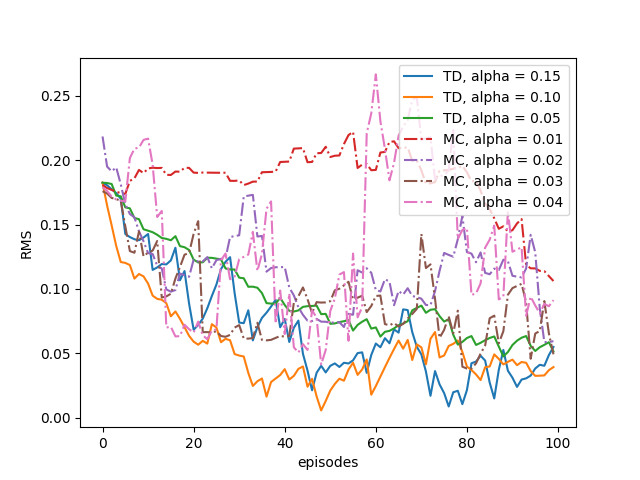 0.25
0.20
0.15
0.10
0.05
0.00
RMS
0 20 40 60 80 100
episodes
TD, alpha = 0.15
TD, alpha = 0.10
TD, alpha = 0.05
MC, alpha = 0.01
MC, alpha = 0.02
MC, alpha = 0.03
MC, alpha = 0.04